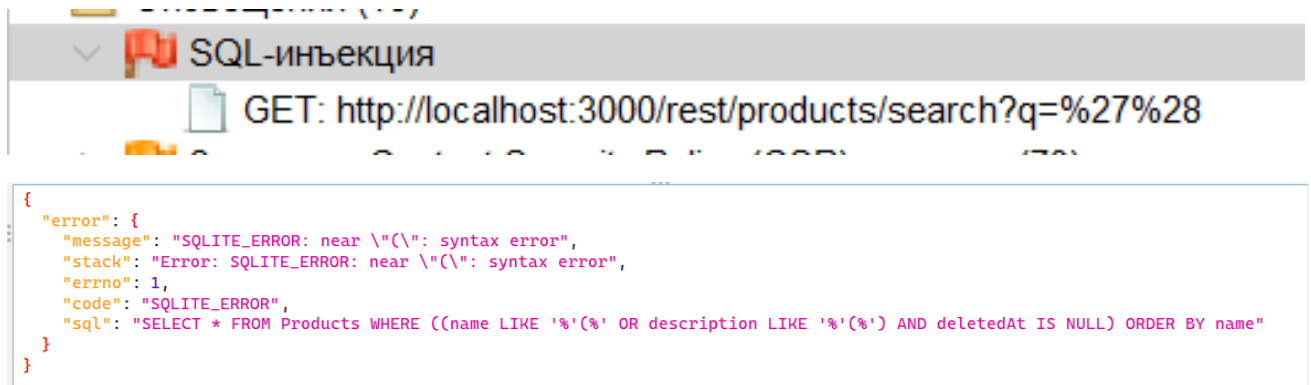 SQL-инъекция
GET: http://localhost:3000/rest/products/search?q=%27%28
{
"error": {
"message": "SQLITE_ERROR: near \"(\": syntax error",
"stack": "Error: SQLITE_ERROR: near \"(\": syntax error",
"errno": 1,
"code": "SQLITE_ERROR",
"sql": "SELECT * FROM Products WHERE ((name LIKE '%'(%' OR description LIKE '%'(%') AND deletedAt IS NULL) ORDER BY name"
}
}